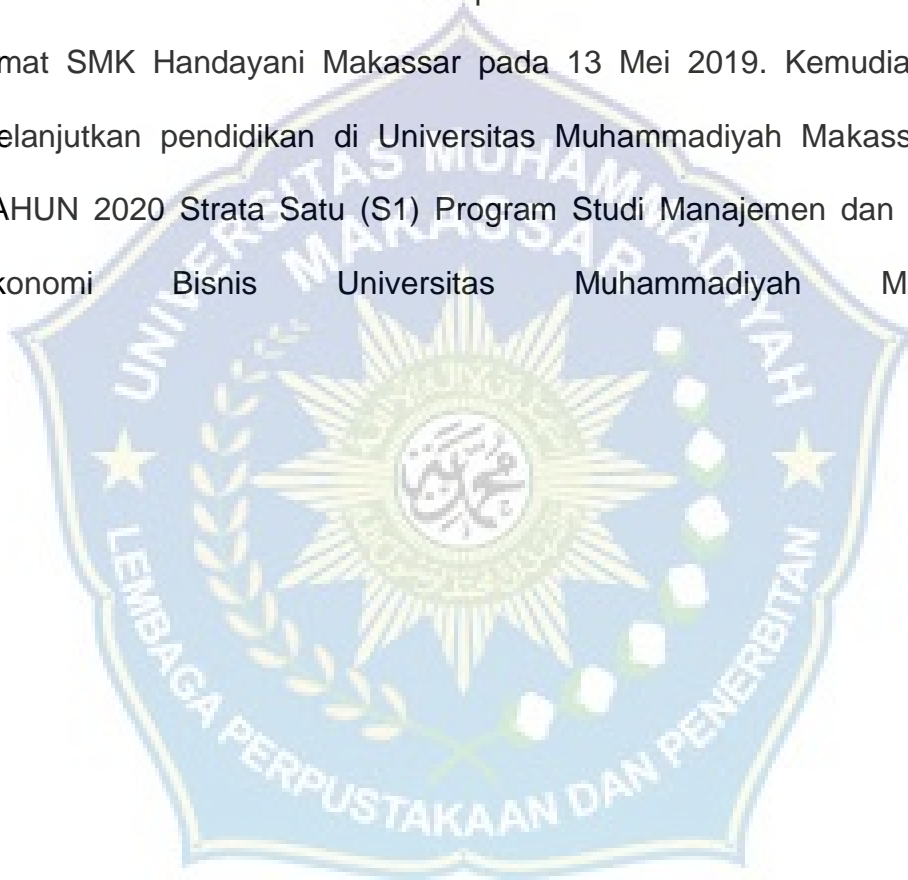 mat SMK Handayani Makassar pada 13 Mei 2019. Kemudia
elanjutkan pendidikan di Universitas Muhammadiyah Makass
AHUN 2020 Strata Satu (S1) Program Studi Manajemen dan
konomi Bisnis Universitas Muhammadiyah M
UNIVERSITAS MUHAMMADIYAH
MAKASSAR
LEMBAGA PERPUSTAKAAN DAN PENERBITAN